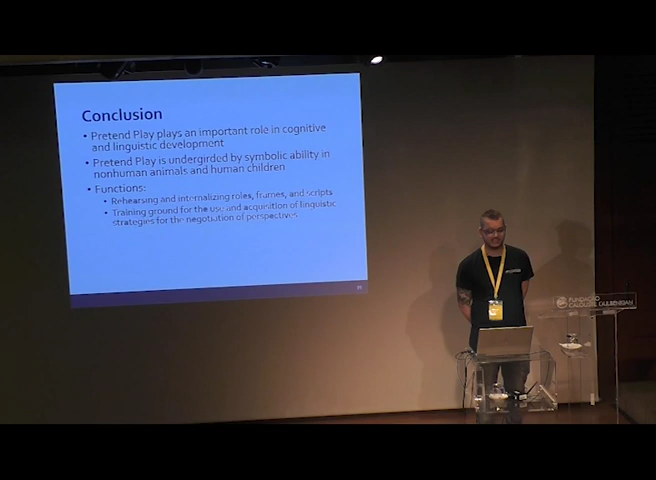 Conclusion
• Pretend Play plays an important role in cognitive
and linguistic development
• Pretend Play is undergirded by symbolic ability in
nonhuman animals and human children
• Functions:
• Rehearsing and internalizing roles, frames, and scripts
• Training ground for the use and acquisition of linguistic
strategies for the negotiation of perspectives
FUNDAÇÃO
CALOUSTE GULBENKIAN